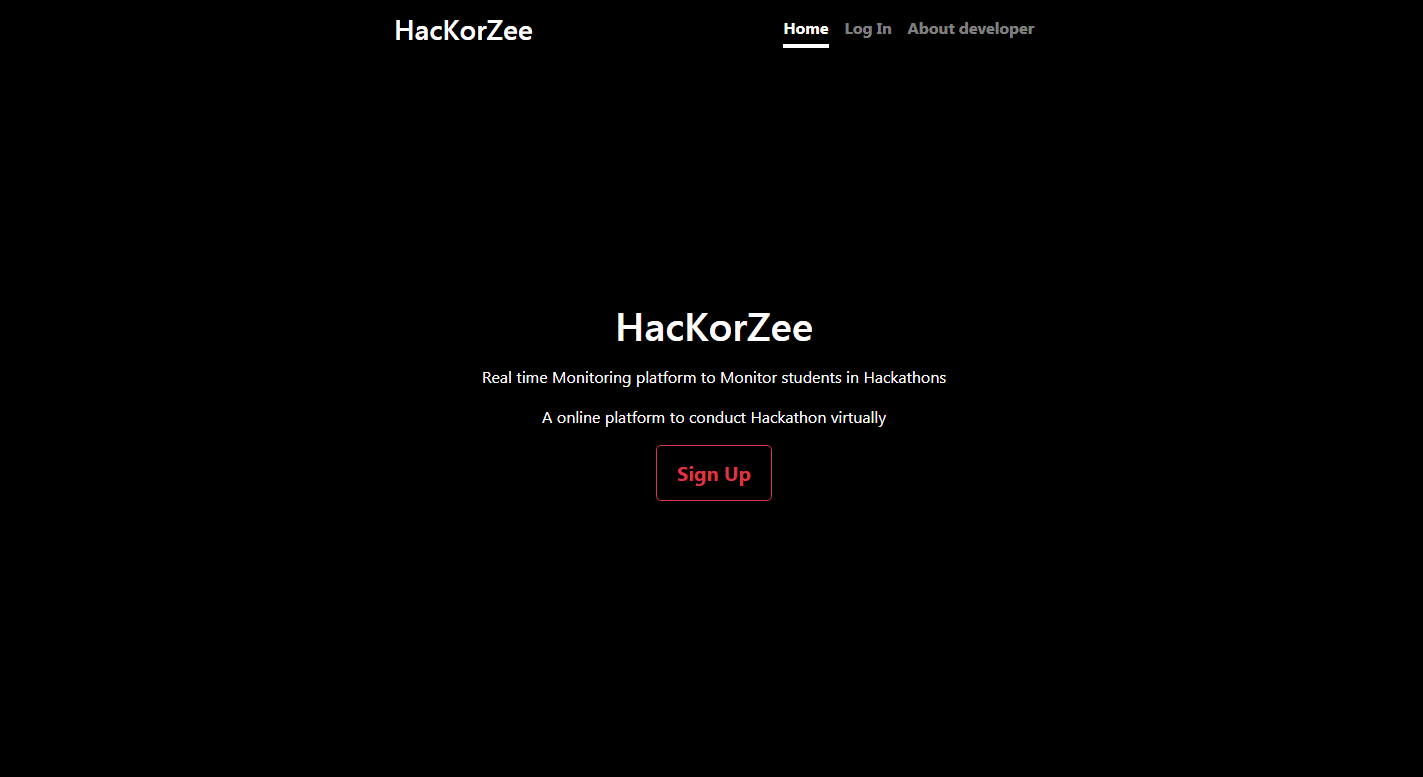 HacKorZee
Home Log In About developer
HacKorZee
Real time Monitoring platform to Monitor students in Hackathons
A online platform to conduct Hackathon virtually
Sign Up